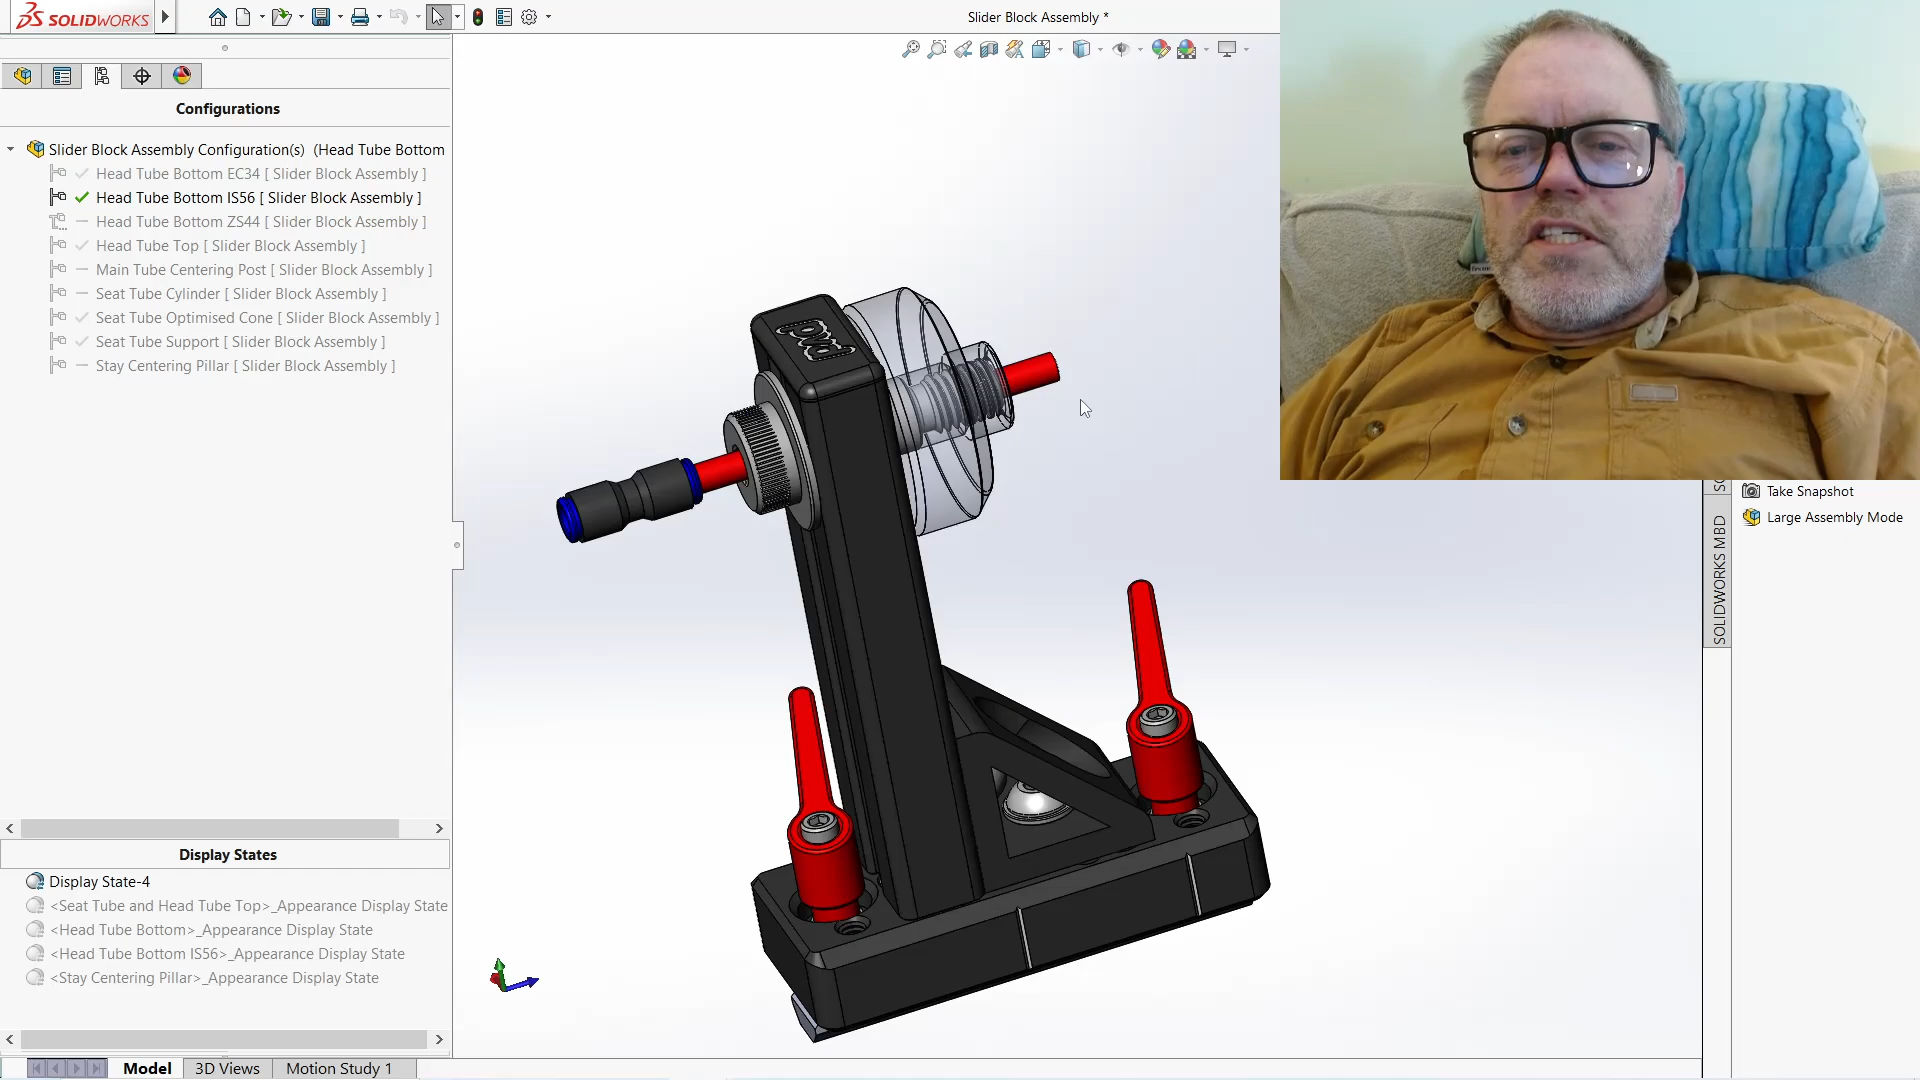 SOLIDWORKS
Slider Block Assembly *
Configurations
Slider Block Assembly Configuration(s) (Head Tube Bottom
Head Tube Bottom EC34 [ Slider Block Assembly ]
Head Tube Bottom IS56 [ Slider Block Assembly ]
Head Tube Bottom ZS44 [ Slider Block Assembly ]
Head Tube Top [ Slider Block Assembly ]
Main Tube Centering Post [ Slider Block Assembly ]
Seat Tube Cylinder [ Slider Block Assembly ]
Seat Tube Optimised Cone [ Slider Block Assembly ]
Seat Tube Support [ Slider Block Assembly ]
Stay Centering Pillar [ Slider Block Assembly ]
pvd
Take Snapshot
Large Assembly Mode
SOLIDWORKS MBD
Display States
Display State-4
<Seat Tube and Head Tube Top>_Appearance Display State
<Head Tube Bottom>_Appearance Display State
<Head Tube Bottom IS56>_Appearance Display State
<Stay Centering Pillar>_Appearance Display State
Model
3D Views
Motion Study 1